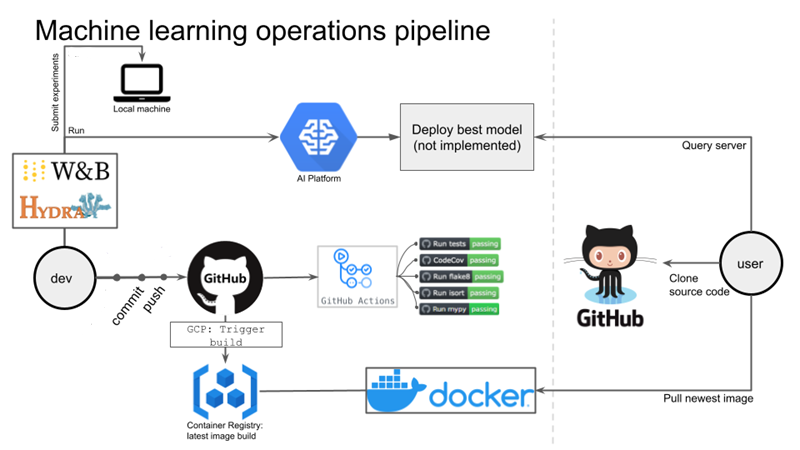 Machine learning operations pipeline
Submit experiments
Local machine
Run
AI Platform
Deploy best model
(not implemented)
Query server
W&B
HYDRA
dev
commit
push
GitHub
GitHub Actions
Run tests passing
CodeCov passing
Run flake8 passing
Run isort passing
Run mypy passing
GitHub
Clone
source code
user
GCP: Trigger
build
docker
Pull newest image
Container Registry:
latest image build